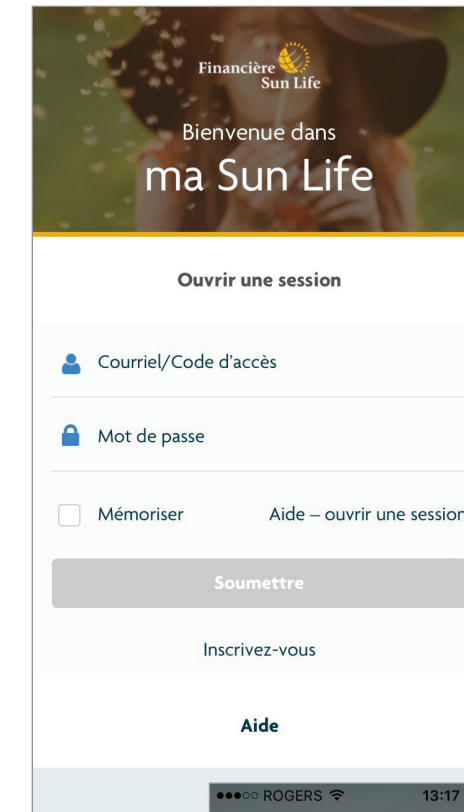 Financière
Sun Life
Bienvenue dans
ma Sun Life
Ouvrir une session
Courriel/Code d'accès
Mot de passe
Mémoriser
Aide – ouvrir une session
Soumettre
Inscrivez-vous
Aide
ROGERS 13:17